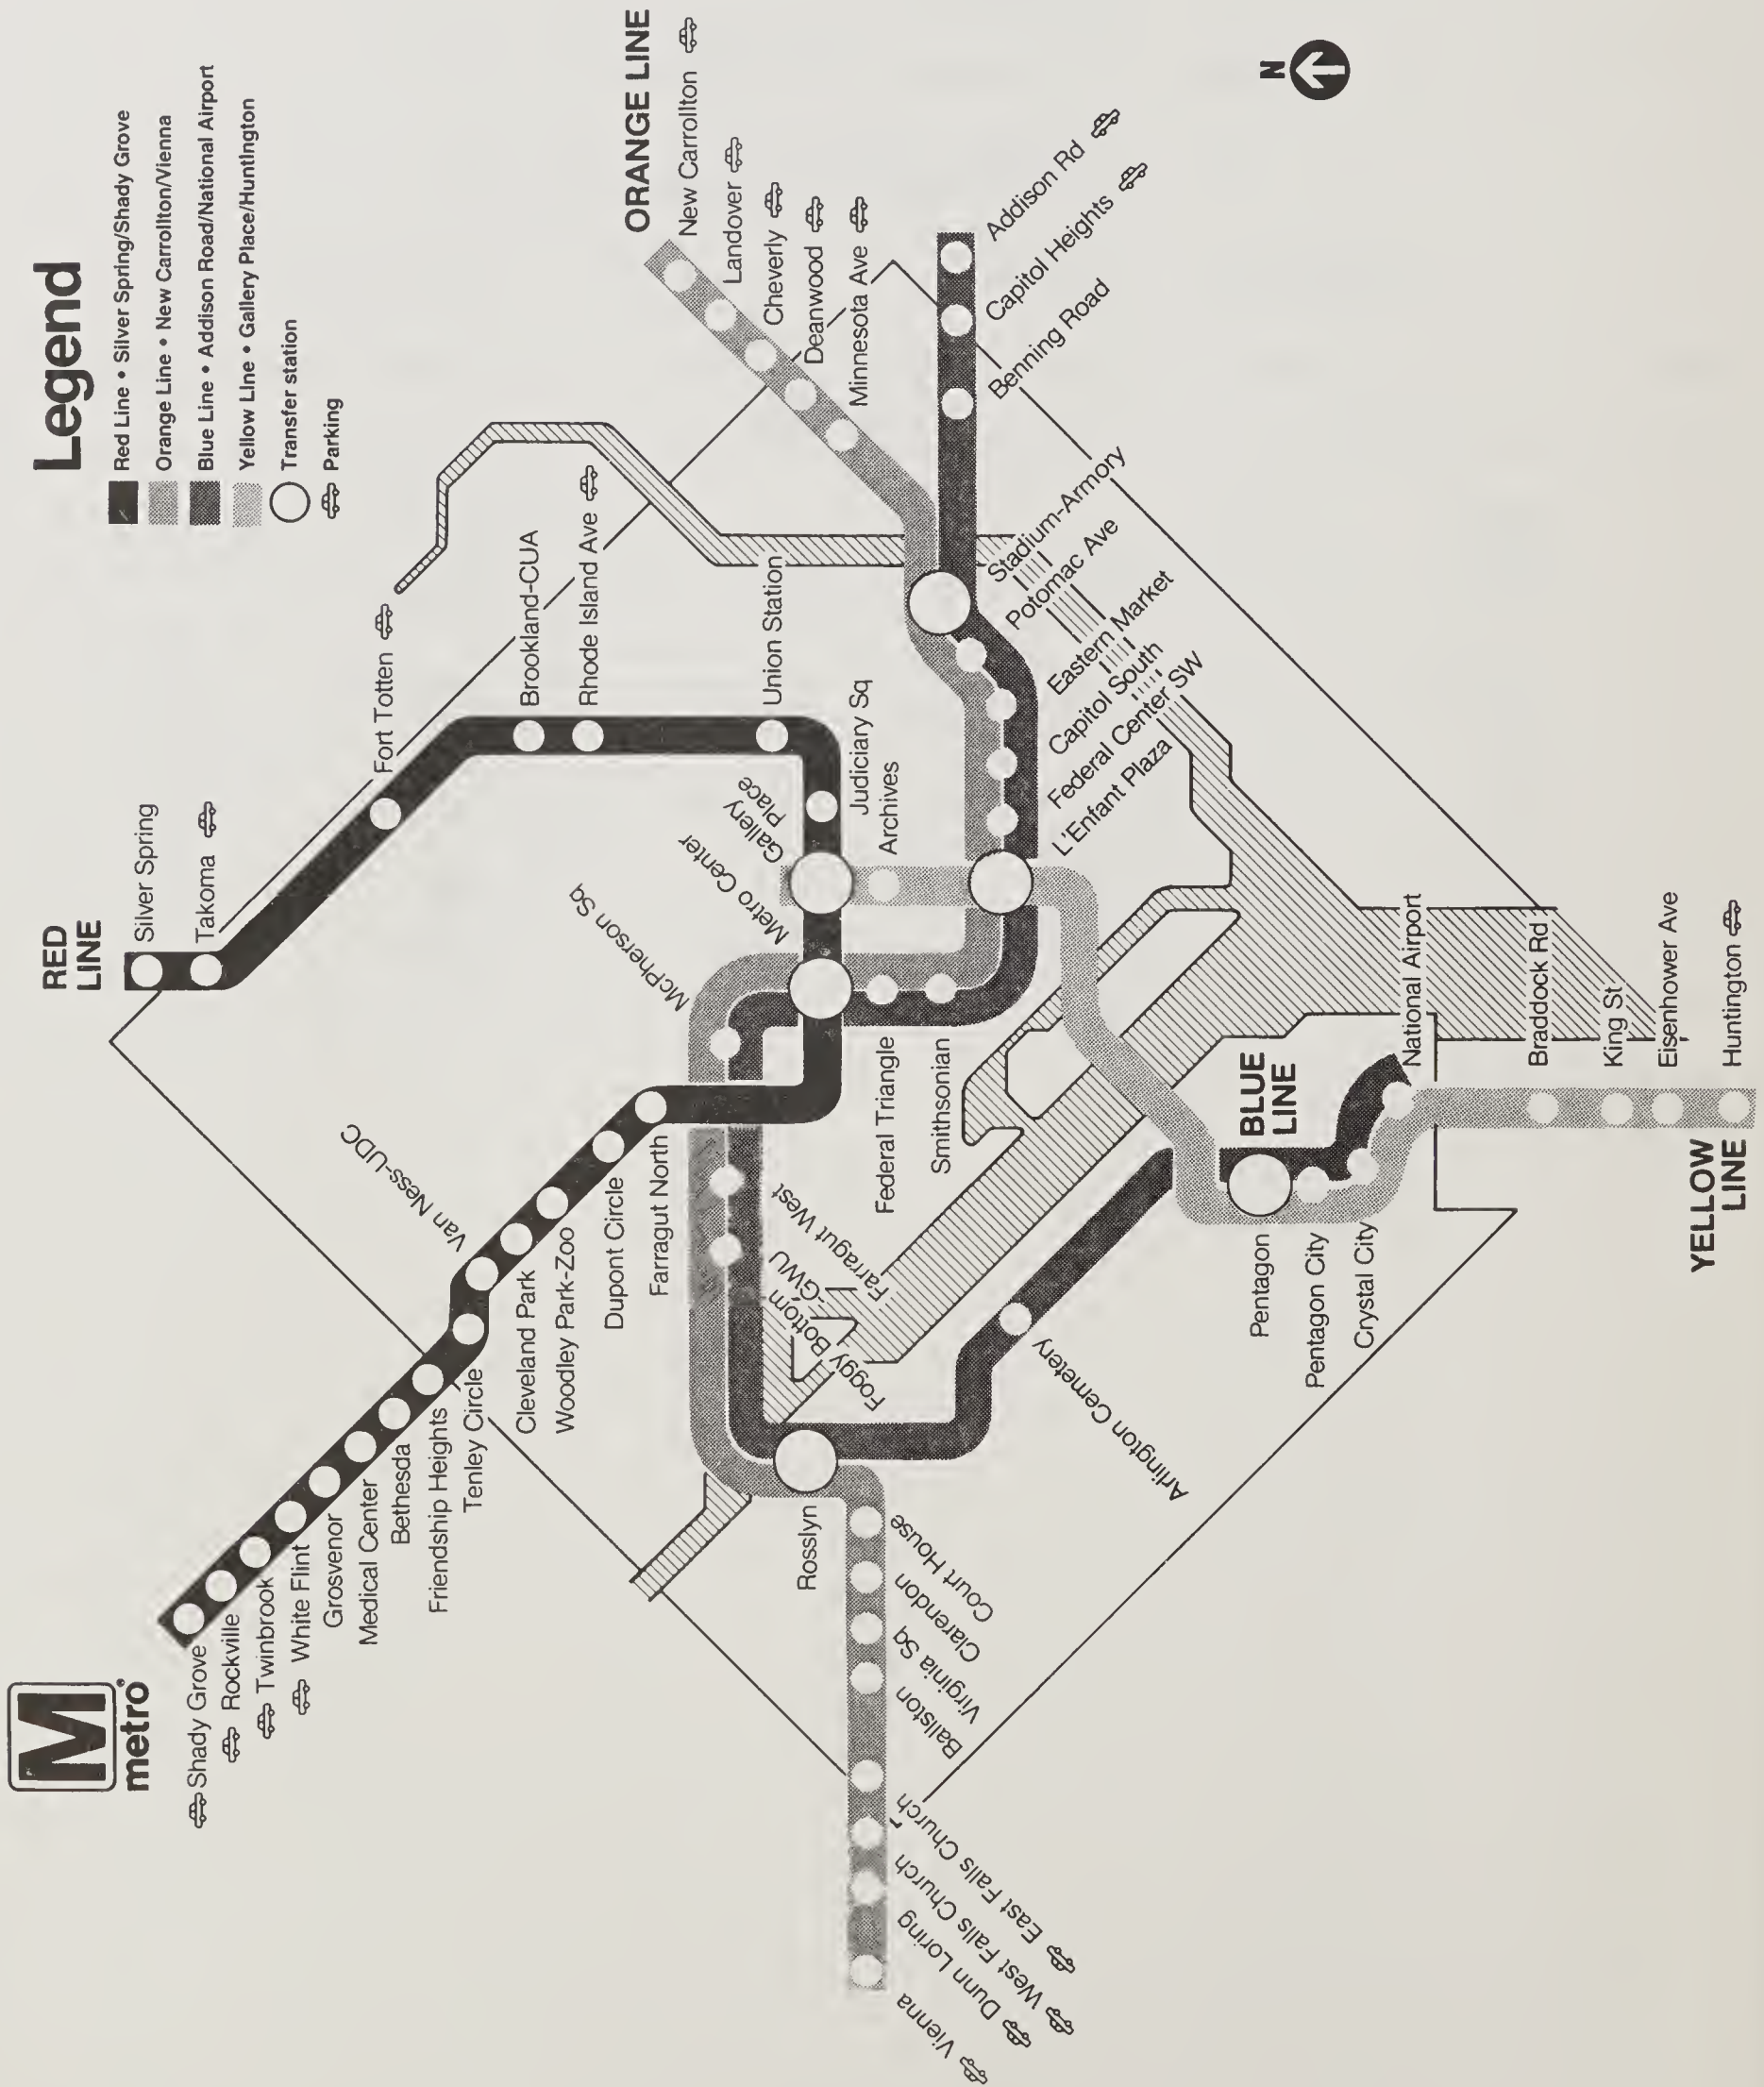 M
metro®
Legend
Red Line • Silver Spring/Shady Grove
Orange Line • New Carrollton/Vienna
Blue Line • Addison Road/National Airport
Yellow Line • Gallery Place/Huntington
Transfer station
Parking
RED
LINE
Silver Spring
Takoma
Fort Totten
Brookland-CUA
Rhode Island Ave
Union Station
Judiciary Sq
Gallery
Place
Metro Center
Farragut North
Dupont Circle
Woodley Park-Zoo
Cleveland Park
Van Ness-UDC
Tenley Circle
Friendship Heights
Bethesda
Medical Center
Grosvenor
White Flint
Twinbrook
Rockville
Shady Grove
ORANGE LINE
New Carrollton
Landover
Cheverly
Deanwood
Minnesota Ave
Addison Rd
Capitol Heights
Benning Road
Stadium-Armory
Potomac Ave
Eastern Market
Capitol South
Federal Center SW
L'Enfant Plaza
Archives
Smithsonian
Federal Triangle
McPherson Sq
Farragut West
Foggy Bottom
-GWU
Rosslyn
Court House
Clarendon
Virginia Sq
Ballston
East Falls Church
West Falls Church
Dunn Loring
Vienna
Arlington Cemetery
BLUE
LINE
Pentagon
Pentagon City
Crystal City
National Airport
Braddock Rd
King St
Eisenhower Ave
Huntington
YELLOW
LINE
N